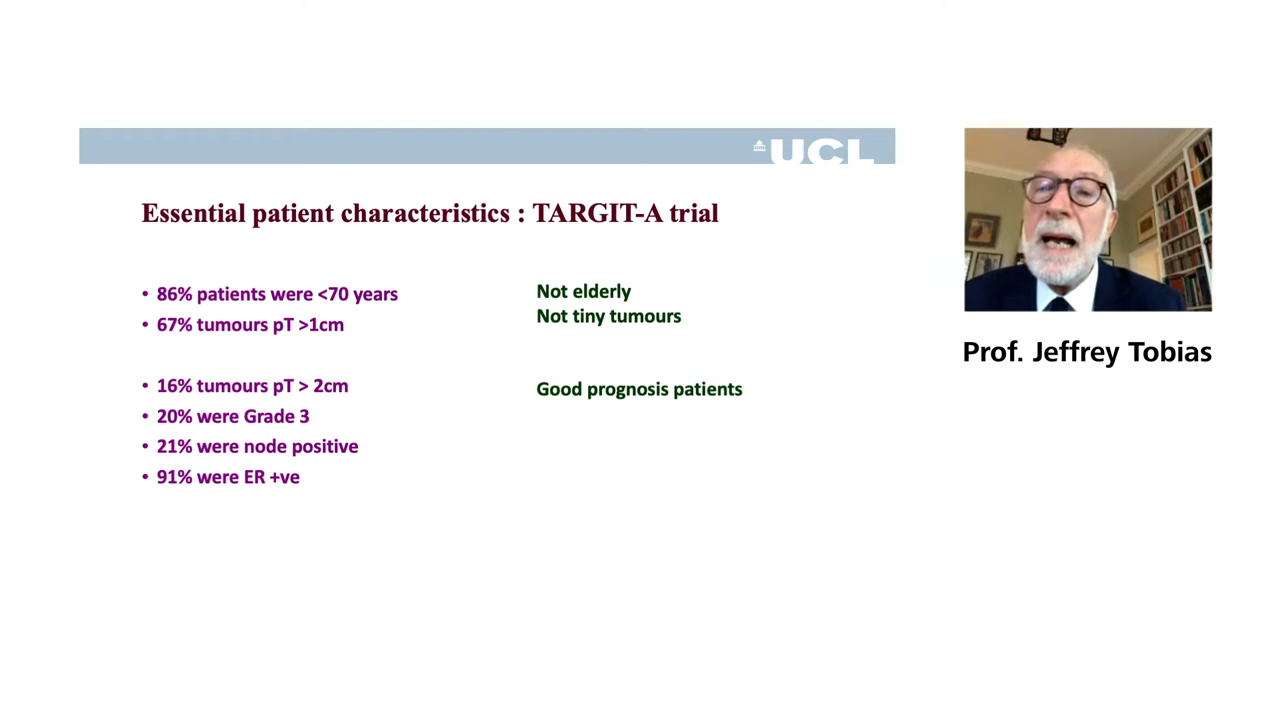 UCL
Essential patient characteristics : TARGIT-A trial
• 86% patients were <70 years
Not elderly
• 67% tumours pT >1cm
Not tiny tumours
• 16% tumours pT > 2cm
Good prognosis patients
• 20% were Grade 3
• 21% were node positive
• 91% were ER +ve
Prof. Jeffrey Tobias